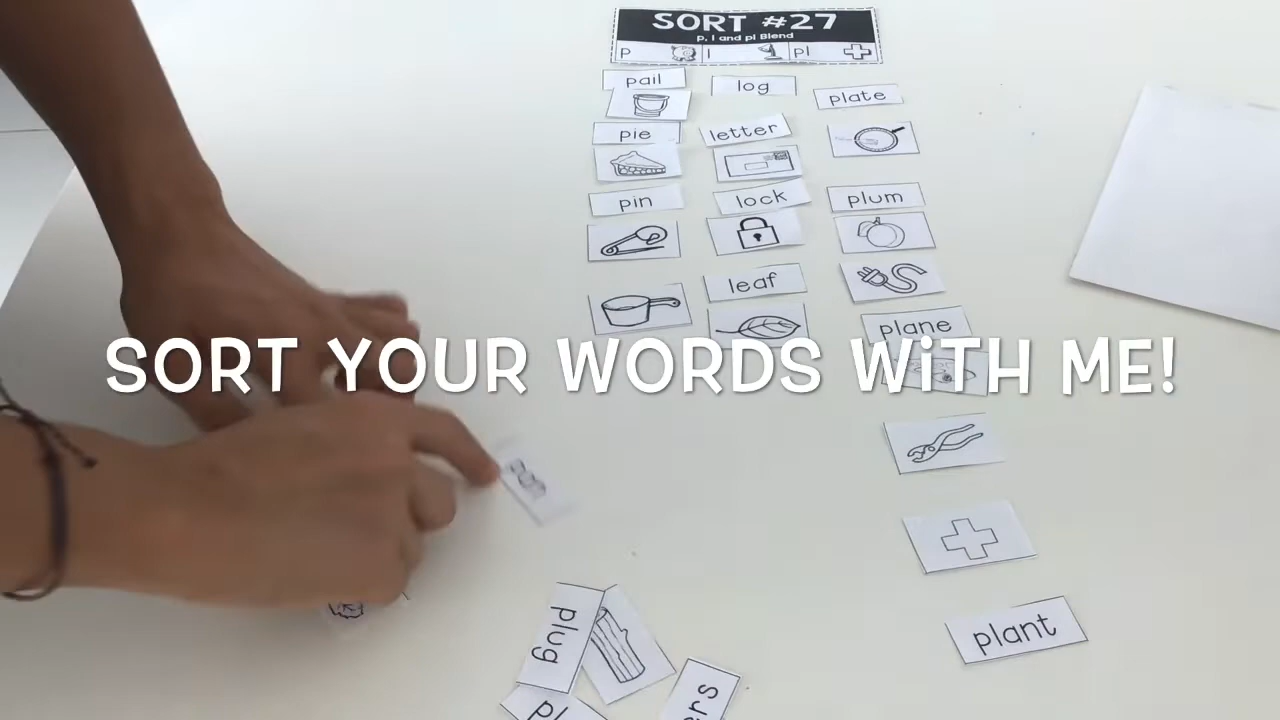 SORT #27
p, l and pl Blend
p l pl
pail log plate
pie letter
pin lock plum
leaf
plane
SORT YOUR WORDS WiTH ME!
plant
plug